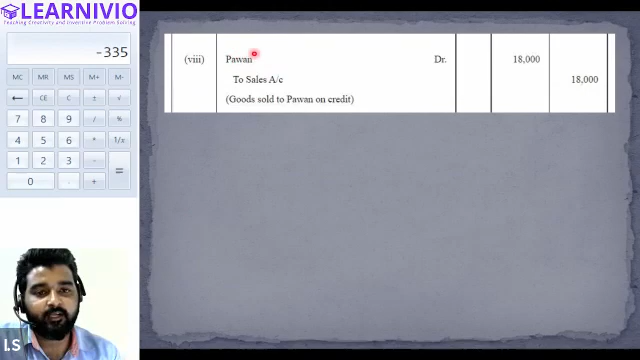 LEARNIVIO
Teaching Creativity and Inventive Problem Solving
-335
MC MR MS M+ M-
← CE C ± √
7 8 9 / %
4 5 6 * 1/x
1 2 3 - =
0 . +
(viii) Pawan Dr. 18,000
To Sales A/c 18,000
(Goods sold to Pawan on credit)
I.S